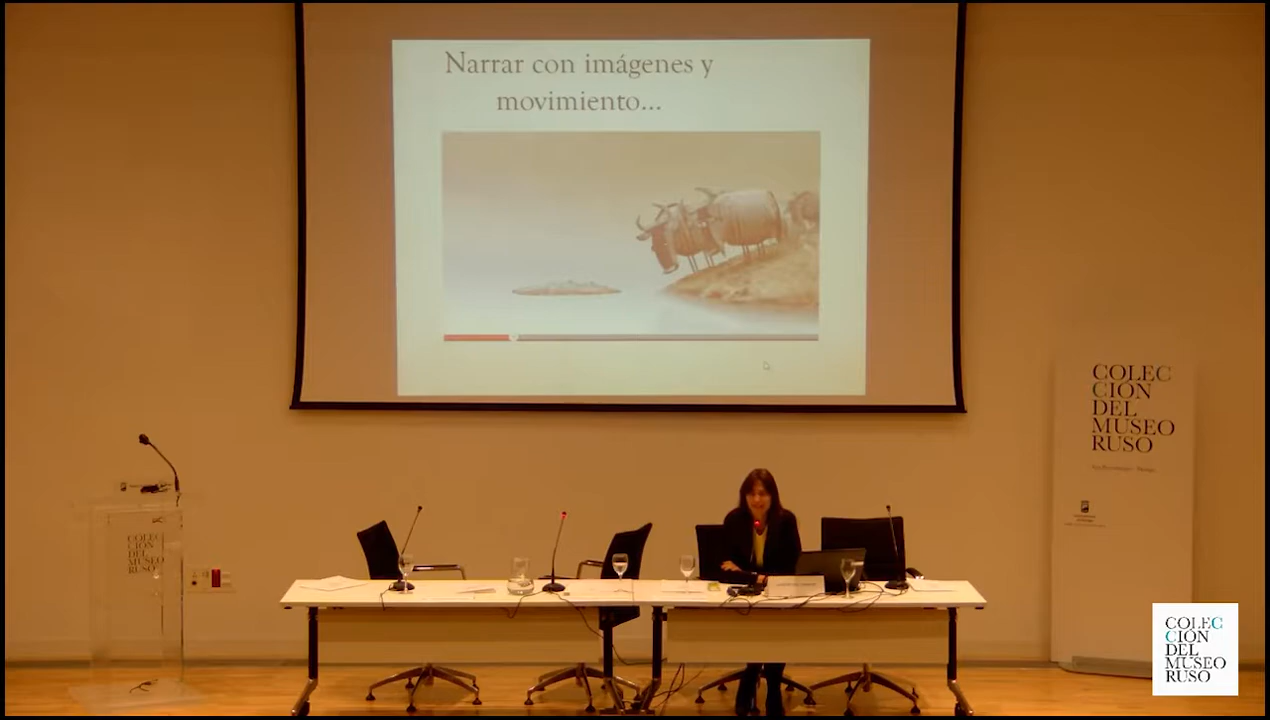 Narrar con imágenes y
movimiento...
COLEC
CIÓN
DEL
MUSEO
RUSO
COLEC
CIÓN
DEL
MUSEO
RUSO
COLEC
CIÓN
DEL
MUSEO
RUSO